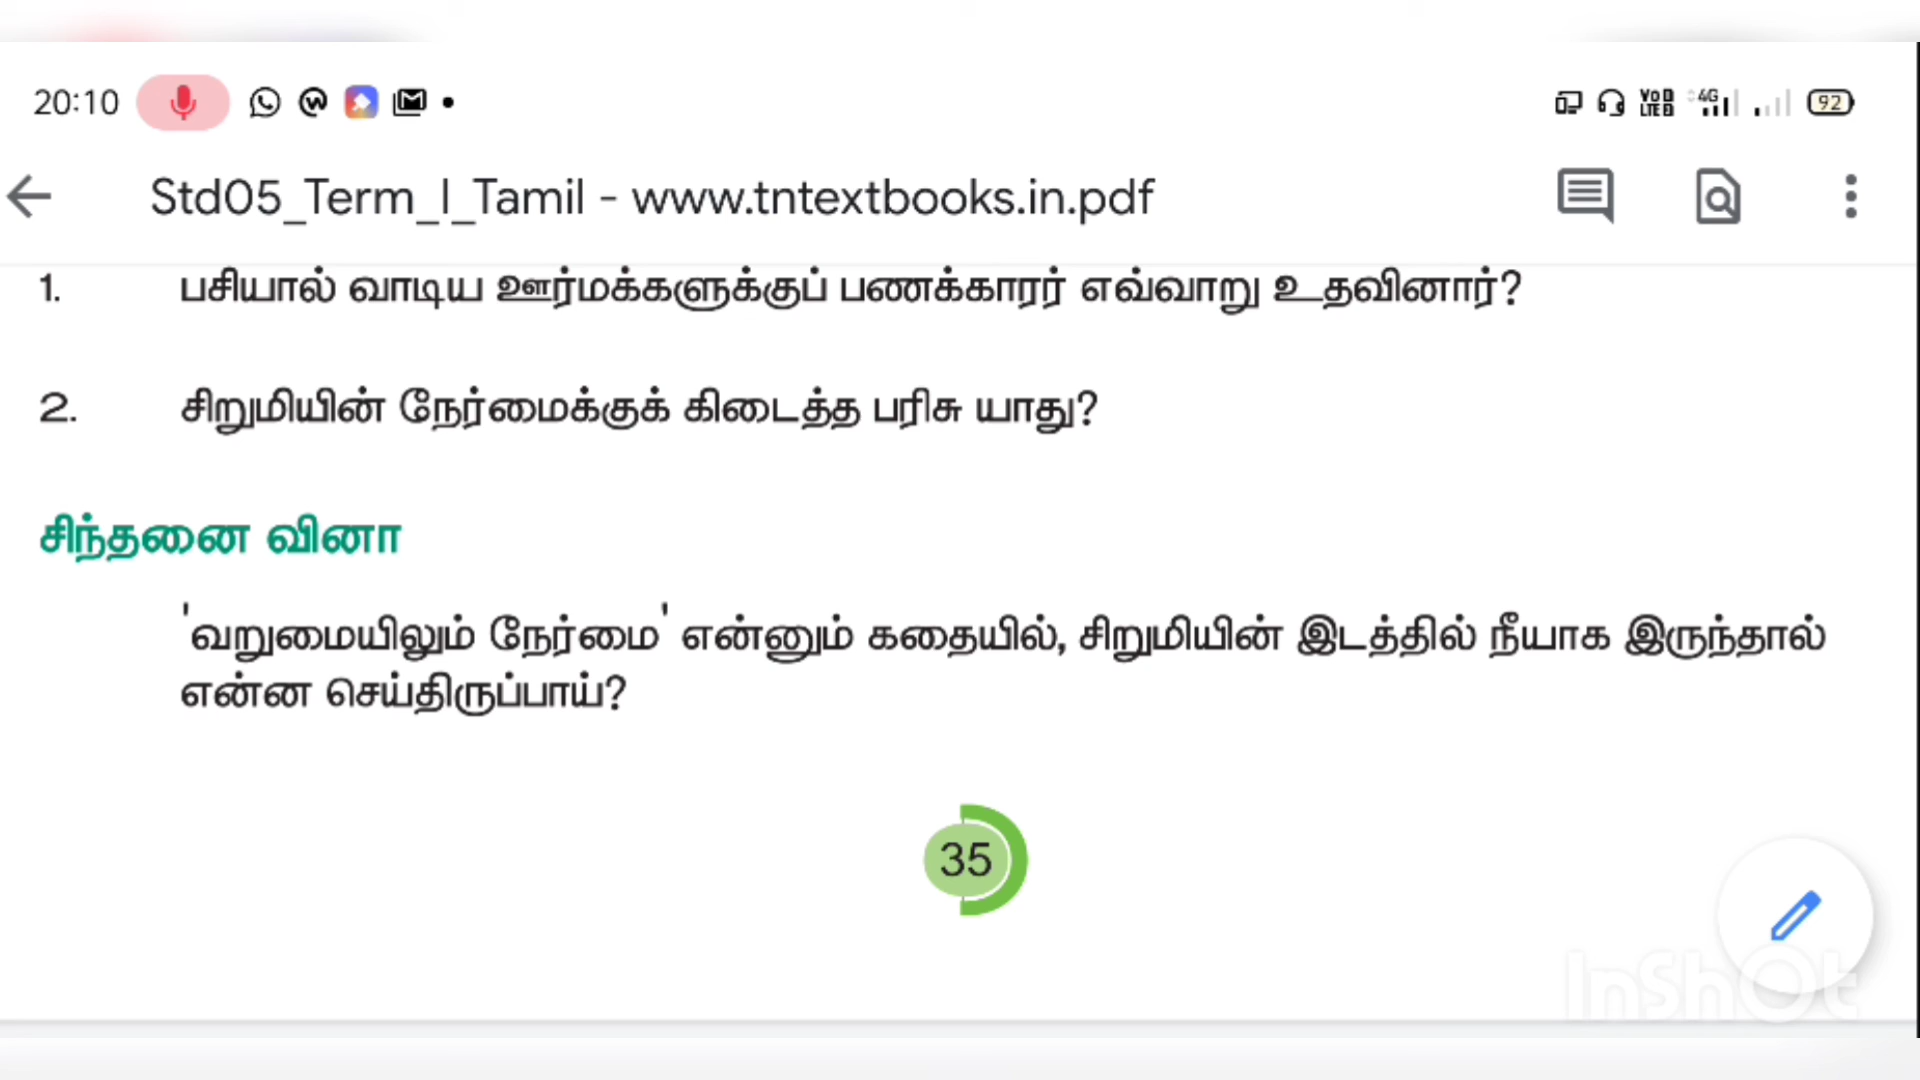 20:10 4G 92
Std05_Term_I_Tamil - www.tntextbooks.in.pdf
1. பசியால் வாடிய ஊர்மக்களுக்குப் பணக்காரர் எவ்வாறு உதவினார்?
2. சிறுமியின் நேர்மைக்குக் கிடைத்த பரிசு யாது?
சிந்தனை வினா
'வறுமையிலும் நேர்மை' என்னும் கதையில், சிறுமியின் இடத்தில் நீயாக இருந்தால்
என்ன செய்திருப்பாய்?
35
InShOt